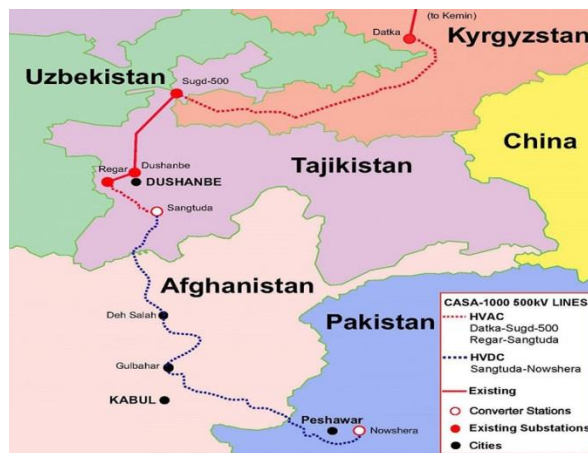 (to Kemin)
Datka
Kyrgyzstan
Uzbekistan
Sugd-500
China
Dushanbe
Regar
DUSHANBE
Tajikistan
Sangtuda
Afghanistan
Deh Salah
Pakistan
Gulbahar
KABUL
Peshawar
Nowshera
CASA-1000 500kV LINES
HVAC
Datka-Sugd-500
Regar-Sangtuda
HVDC
Sangtuda-Nowshera
Existing
Converter Stations
Existing Substations
Cities